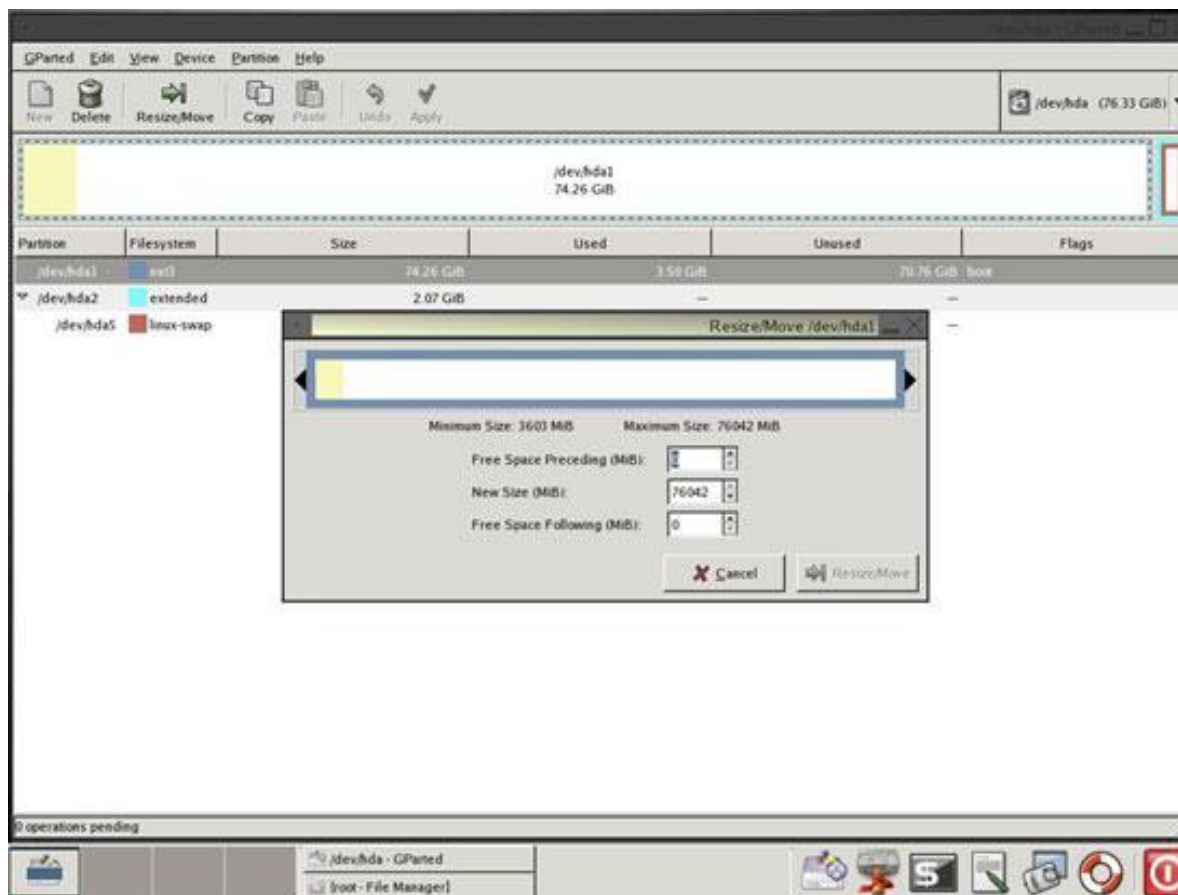 /dev/hda - GParted
GParted Edit View Device Partition Help
New Delete Resize/Move Copy Paste Undo Apply
/dev/hda (76.33 GiB)
/dev/hda1
74.26 GiB
Partition Filesystem Size Used Unused Flags
/dev/hda1 ext3 74.26 GiB 3.50 GiB 70.76 GiB boot
/dev/hda2 extended 2.07 GiB — —
/dev/hda5 linux-swap —
Resize/Move /dev/hda1
Minimum Size: 3603 MiB Maximum Size: 76042 MiB
Free Space Preceding (MiB):
New Size (MiB): 76042
Free Space Following (MiB): 0
Cancel Resize/Move
0 operations pending
/dev/hda - GParted
[root - File Manager]